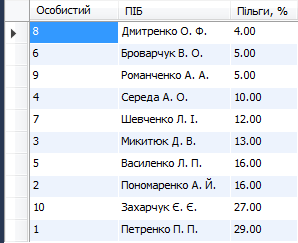 Особистий ПІБ Пільги, %
8 Дмитренко О. Ф. 4.00
6 Броварчук В. О. 5.00
9 Романченко А. А. 5.00
4 Середа А. О. 10.00
7 Шевченко Л. І. 12.00
3 Микитюк Д. В. 13.00
5 Василенко Л. П. 16.00
2 Пономаренко А. Й. 16.00
10 Захарчук Є. Є. 27.00
1 Петренко П. П. 29.00